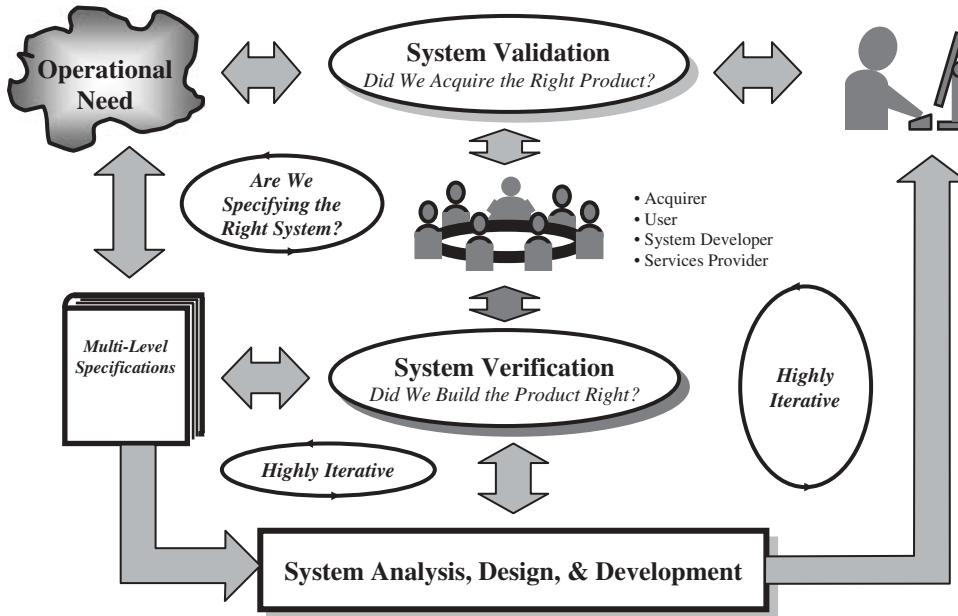 System Validation
Did We Acquire the Right Product?
Operational
Need
Are We
Specifying the
Right System?
• Acquirer
• User
• System Developer
• Services Provider
Multi-Level
Specifications
System Verification
Did We Build the Product Right?
Highly
Iterative
Highly Iterative
System Analysis, Design, & Development